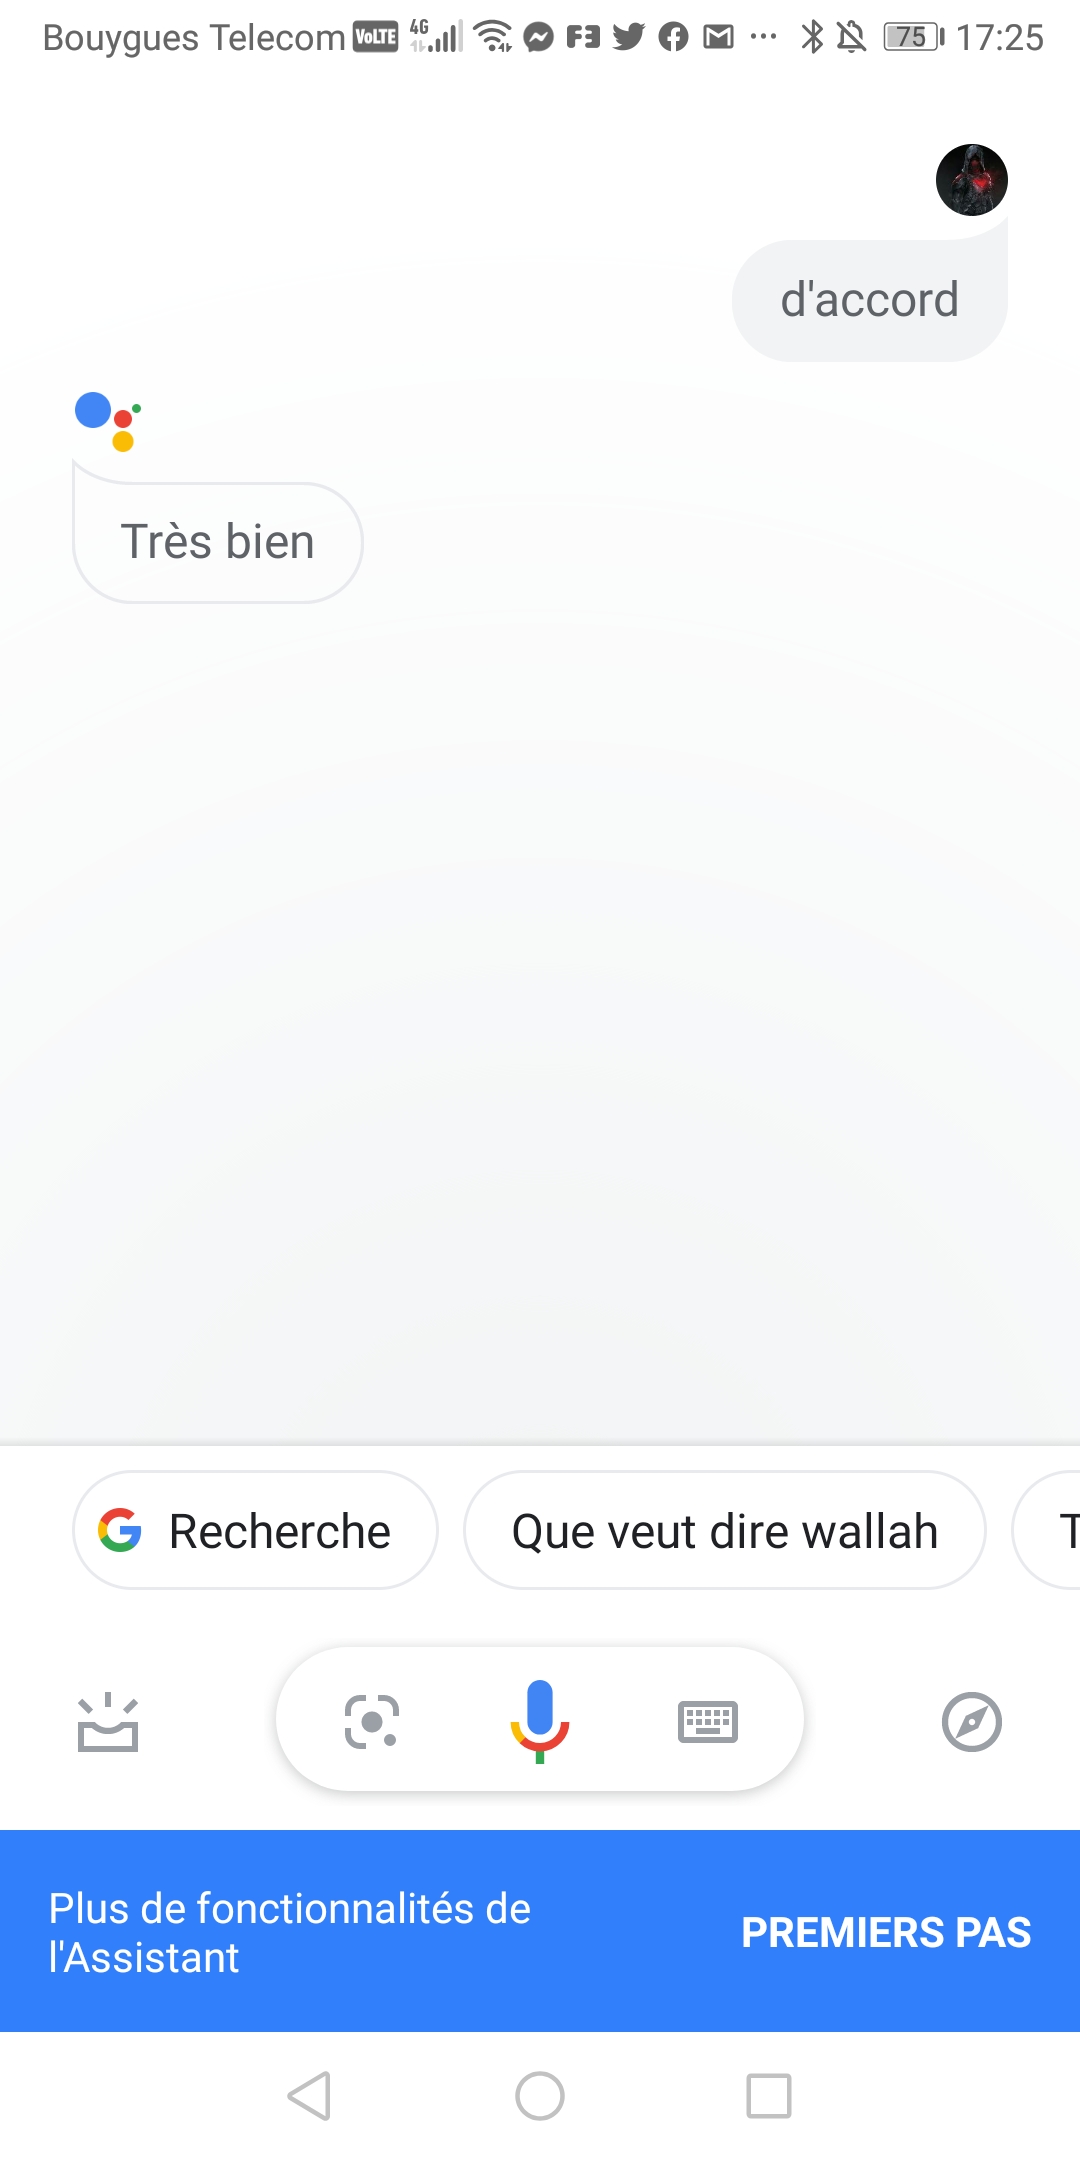 Bouygues Telecom VoLTE 4G F3 75 17:25
d'accord
Très bien
Recherche Que veut dire wallah T
Plus de fonctionnalités de
l'Assistant
PREMIERS PAS